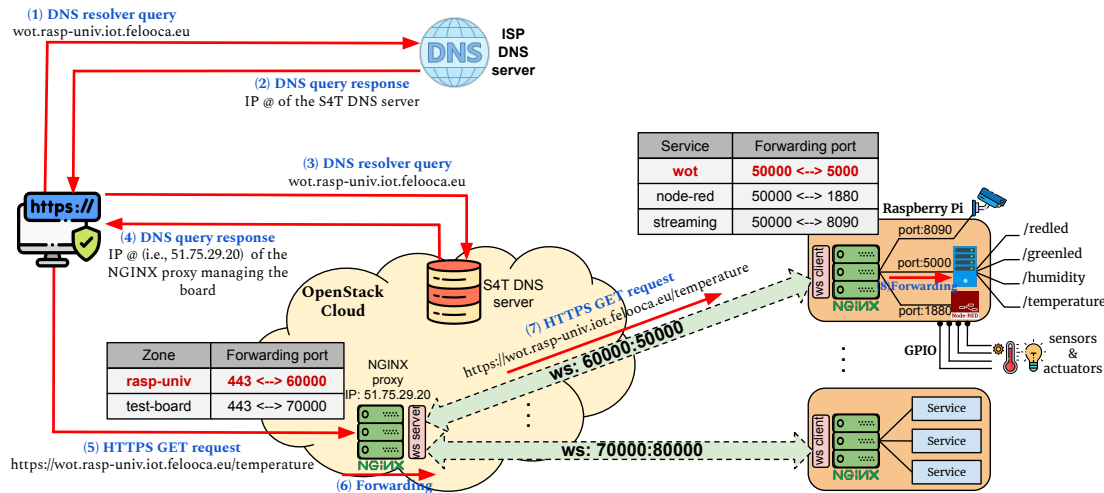 (1) DNS resolver query
wot.rasp-univ.iot.felooca.eu
DNS
ISP
DNS
server
(2) DNS query response
IP @ of the S4T DNS server
(3) DNS resolver query
wot.rasp-univ.iot.felooca.eu
https://
(4) DNS query response
IP @ (i.e., 51.75.29.20) of the
NGINX proxy managing the
board
S4T DNS
server
OpenStack
Cloud
Service Forwarding port
wot 50000 <--> 5000
node-red 50000 <--> 1880
streaming 50000 <--> 8090
Raspberry Pi
port:8090
port:5000
8) Forwarding
port:1880
Node-RED
ws client
NGINX
/redled
/greenled
/humidity
/temperature
GPIO
sensors
&
actuators
(7) HTTPS GET request
https://wot.rasp-univ.iot.felooca.eu/temperature
ws: 60000:50000
Zone Forwarding port
rasp-univ 443 <--> 60000
test-board 443 <--> 70000
NGINX
proxy
IP: 51.75.29.20
ws server
NGINX
(5) HTTPS GET request
https://wot.rasp-univ.iot.felooca.eu/temperature
(6) Forwarding
ws: 70000:80000
ws client
NGINX
Service
Service
Service